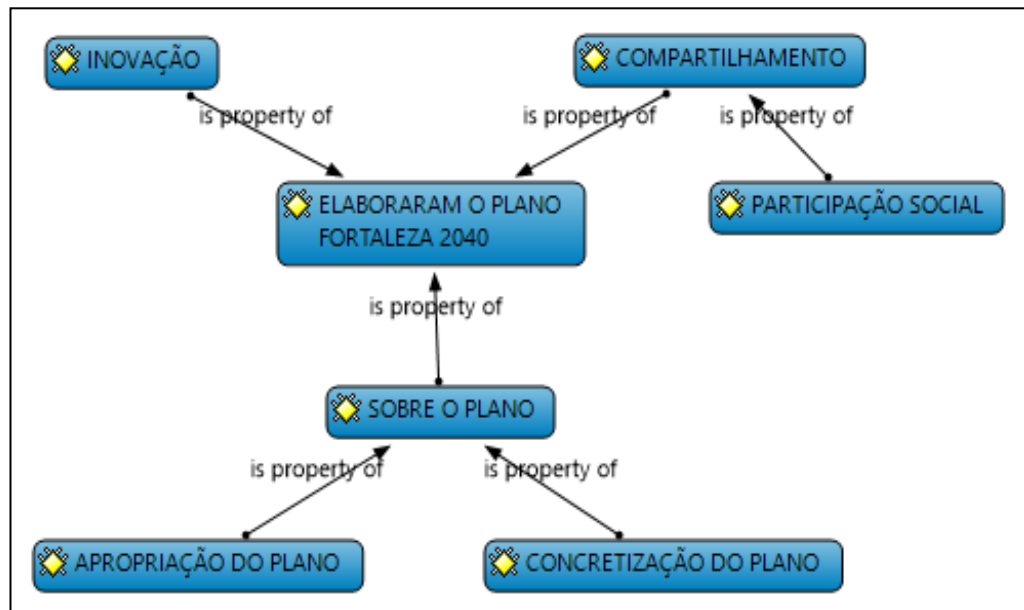 INOVAÇÃO
COMPARTILHAMENTO
is property of
is property of
is property of
ELABORARAM O PLANO
FORTALEZA 2040
PARTICIPAÇÃO SOCIAL
is property of
SOBRE O PLANO
is property of
is property of
APROPRIAÇÃO DO PLANO
CONCRETIZAÇÃO DO PLANO